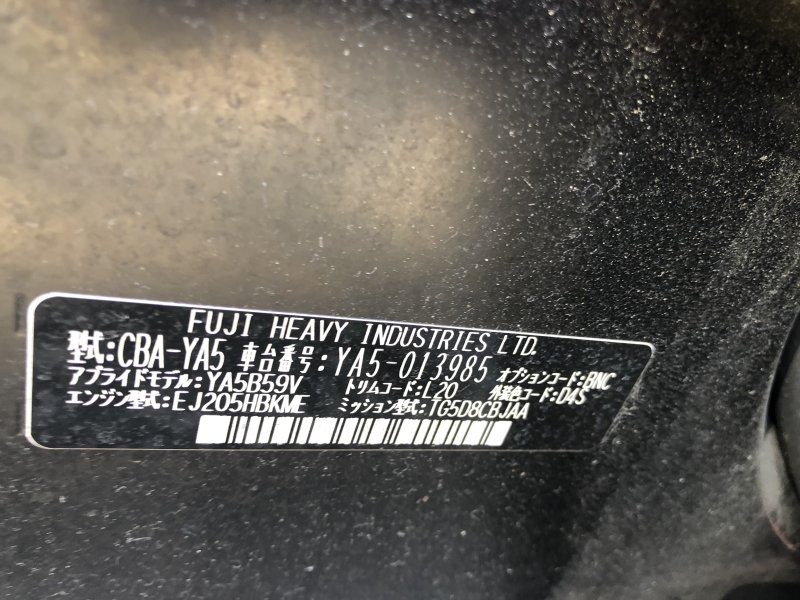 FUJI HEAVY INDUSTRIES LTD.
型式:CBA-YA5 車台番号:YA5-013985 オプションコード:BNC
アプライドモデル:YA5B59V トリムコード:L20 外装色コード:D4S
エンジン型式:EJ205HBKME ミッション型式:TG5D8CBJAA